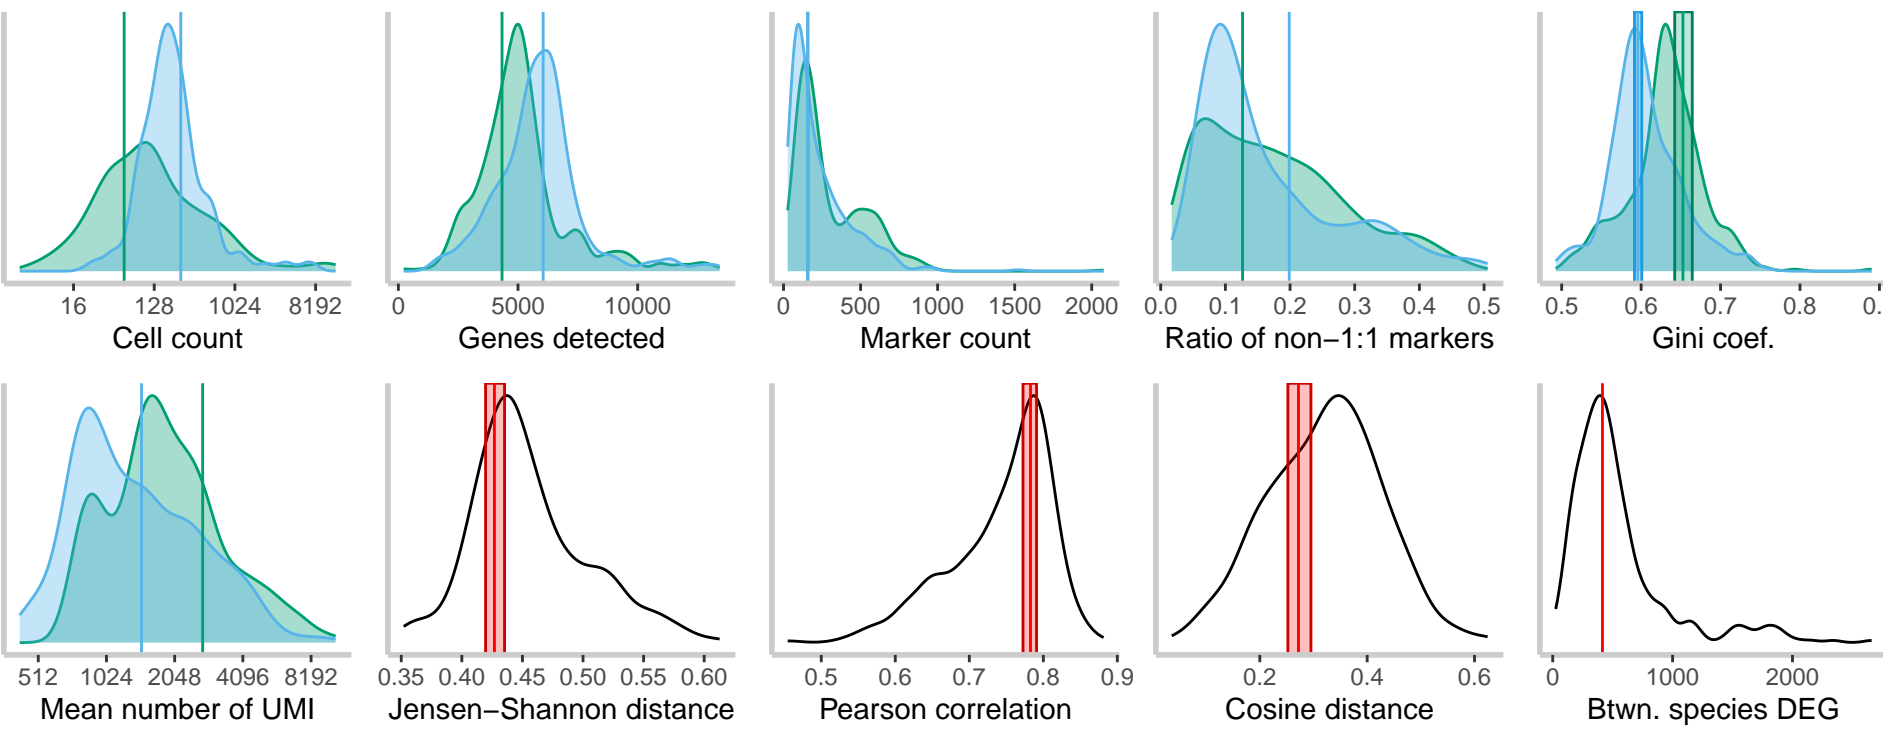 16 128 1024 8192
Cell count
0 5000 10000
Genes detected
0 500 1000 1500 2000
Marker count
0.0 0.1 0.2 0.3 0.4 0.5
Ratio of non−1:1 markers
0.5 0.6 0.7 0.8 0.
Gini coef.
512 1024 2048 4096 8192
Mean number of UMI
0.35 0.40 0.45 0.50 0.55 0.60
Jensen−Shannon distance
0.5 0.6 0.7 0.8 0.9
Pearson correlation
0.2 0.4 0.6
Cosine distance
0 1000 2000
Btwn. species DEG